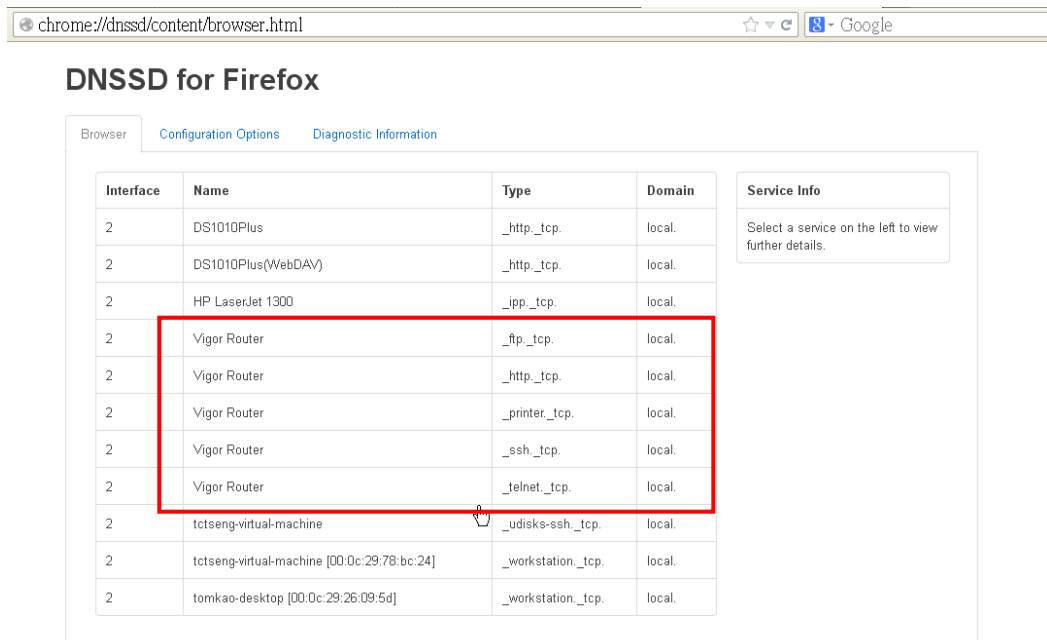 chrome://dnssd/content/browser.html
Google
DNSSD for Firefox
Browser Configuration Options Diagnostic Information
Interface Name Type Domain
2 DS1010Plus _http._tcp. local.
2 DS1010Plus(WebDAV) _http._tcp. local.
2 HP LaserJet 1300 _ipp._tcp. local.
2 Vigor Router _ftp._tcp. local.
2 Vigor Router _http._tcp. local.
2 Vigor Router _printer._tcp. local.
2 Vigor Router _ssh._tcp. local.
2 Vigor Router _telnet._tcp. local.
2 tctseng-virtual-machine _udisks-ssh._tcp. local.
2 tctseng-virtual-machine [00:0c:29:78:bc:24] _workstation._tcp. local.
2 tomkao-desktop [00:0c:29:26:09:5d] _workstation._tcp. local.
Service Info
Select a service on the left to view
further details.